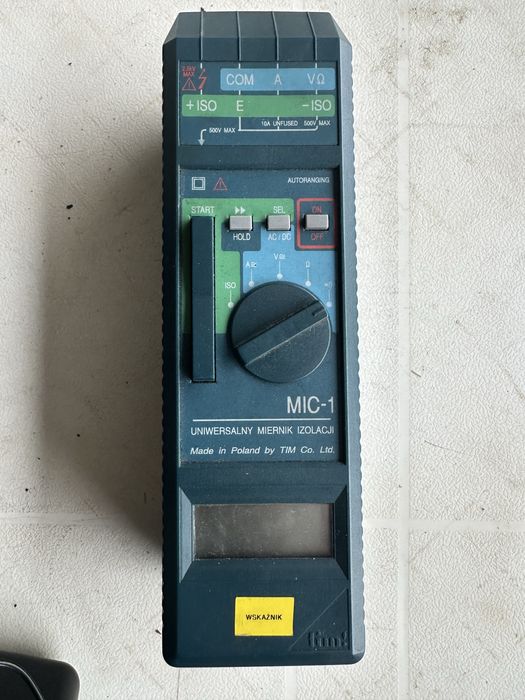 2,5kV
MAX
COM A VΩ
+ISO E −ISO
10A UNFUSED 500V MAX
500V MAX
AUTORANGING
START ▶▶ SEL ON
HOLD AC/DC OFF
V≅
A≅ Ω
ISO
MIC-1
UNIWERSALNY MIERNIK IZOLACJI
Made in Poland by TIM Co. Ltd.
WSKAŹNIK
tim!